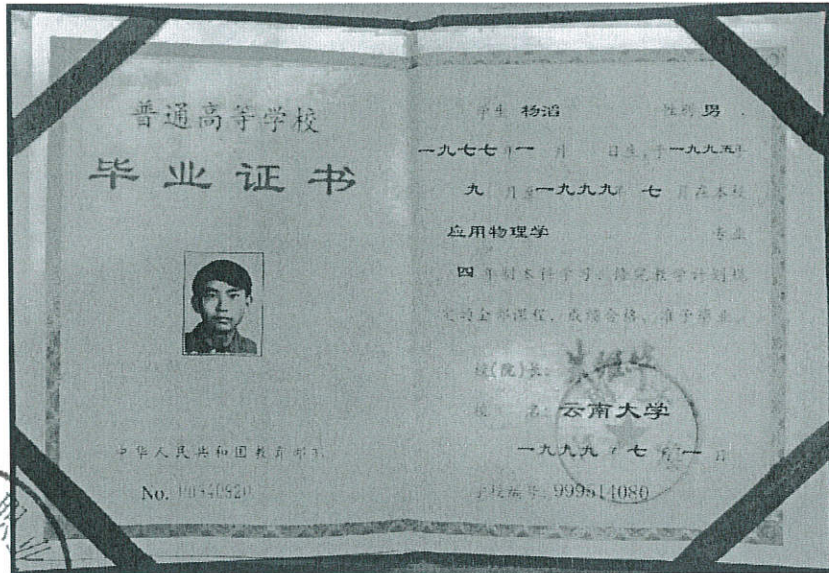 普通高等学校
毕业证书
中华人民共和国教育部
No.
学生 杨滔 性别 男、
一九七七年一月 日生,于一九九五年
九月至一九九九年七月在本校
应用物理学 专业
四年制本科学习、修完教学计划规
定的全部课程、成绩合格、准予毕业、
校(院)长:
校 名: 云南大学
一九九九年七月一日
学校编号: 999514080
职业